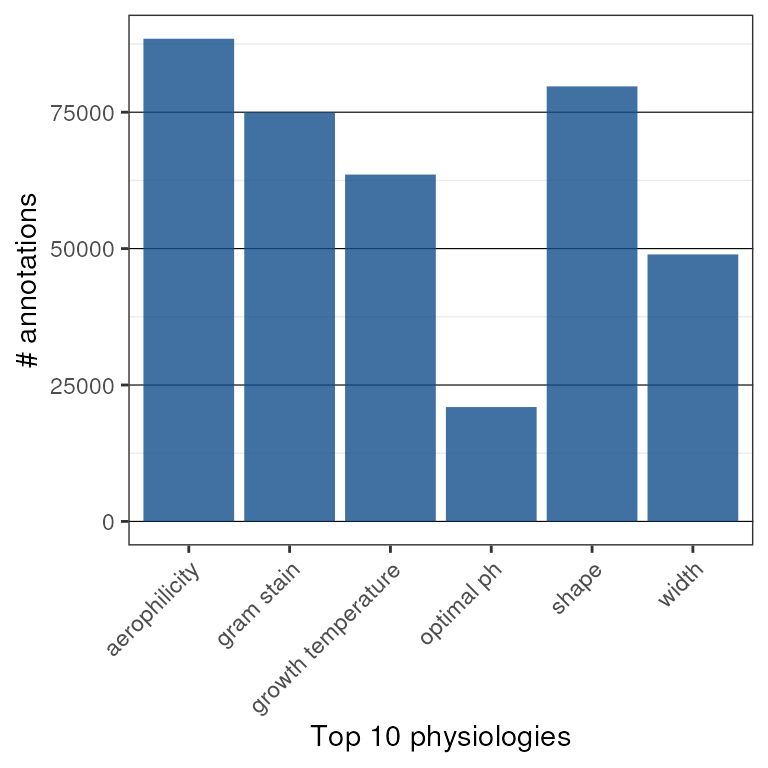 # annotations
75000
50000
25000
0
aerophilicity
gram stain
growth temperature
optimal ph
shape
width
Top 10 physiologies